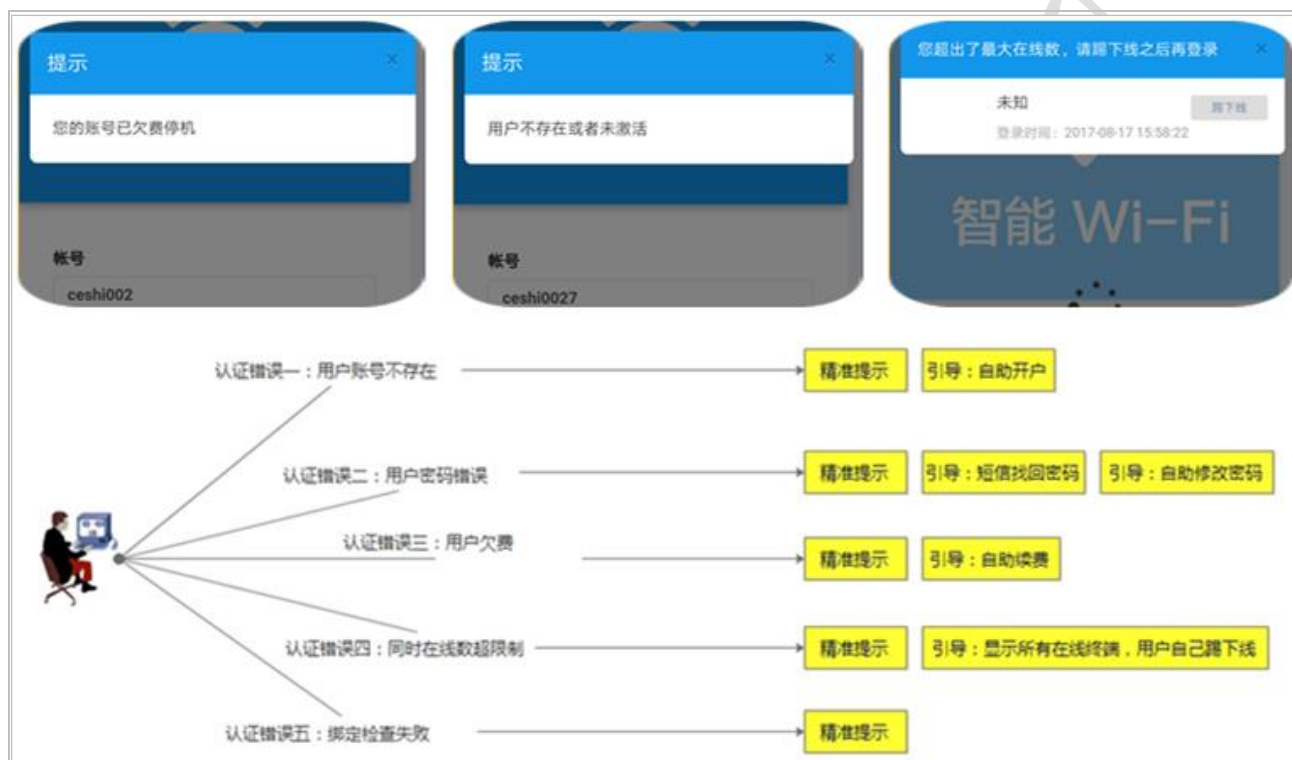 提示 ×
您的账号已欠费停机
帐号
ceshi002
提示 ×
用户不存在或者未激活
帐号
ceshi0027
您超出了最大在线数，请踢下线之后再登录 ×
未知 踢下线
登录时间：2017-08-17 15:58:22
智能 Wi-Fi
认证错误一：用户账号不存在 精准提示 引导：自助开户
认证错误二：用户密码错误 精准提示 引导：短信找回密码 引导：自助修改密码
认证错误三：用户欠费 精准提示 引导：自助续费
认证错误四：同时在线数超限制 精准提示 引导：显示所有在线终端，用户自己踢下线
认证错误五：绑定检查失败 精准提示